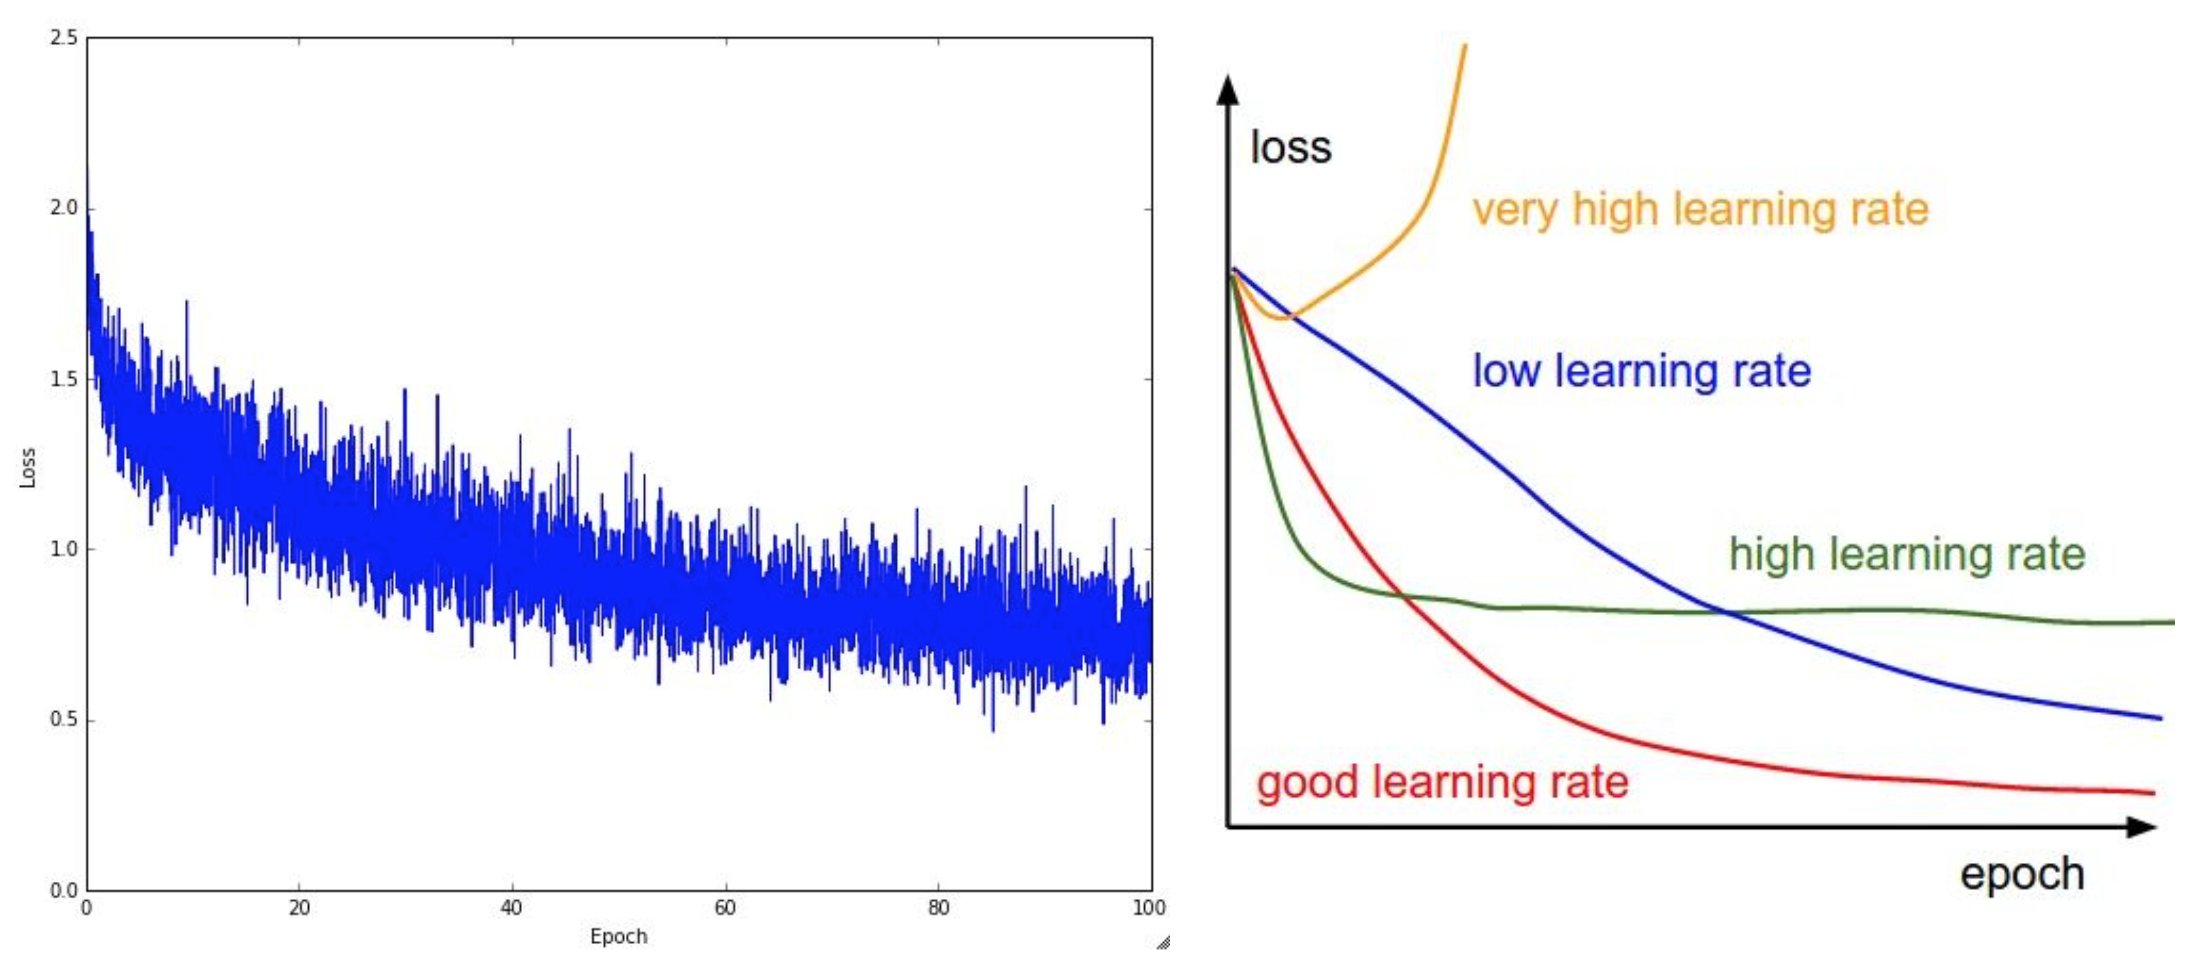 2.5
2.0
1.5
1.0
0.5
0.0
Loss
0 20 40 60 80 100
Epoch
loss
very high learning rate
low learning rate
high learning rate
good learning rate
epoch